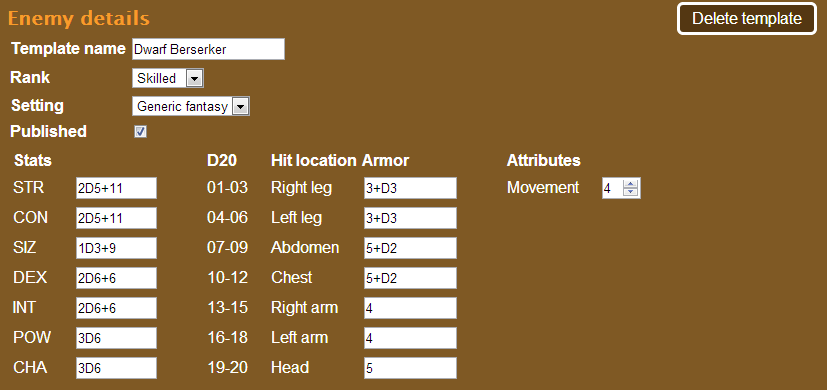 Enemy details Delete template
Template name Dwarf Berserker
Rank Skilled
Setting Generic fantasy
Published
Stats D20 Hit location Armor Attributes
STR 2D5+11 01-03 Right leg 3+D3 Movement 4
CON 2D5+11 04-06 Left leg 3+D3
SIZ 1D3+9 07-09 Abdomen 5+D2
DEX 2D6+6 10-12 Chest 5+D2
INT 2D6+6 13-15 Right arm 4
POW 3D6 16-18 Left arm 4
CHA 3D6 19-20 Head 5